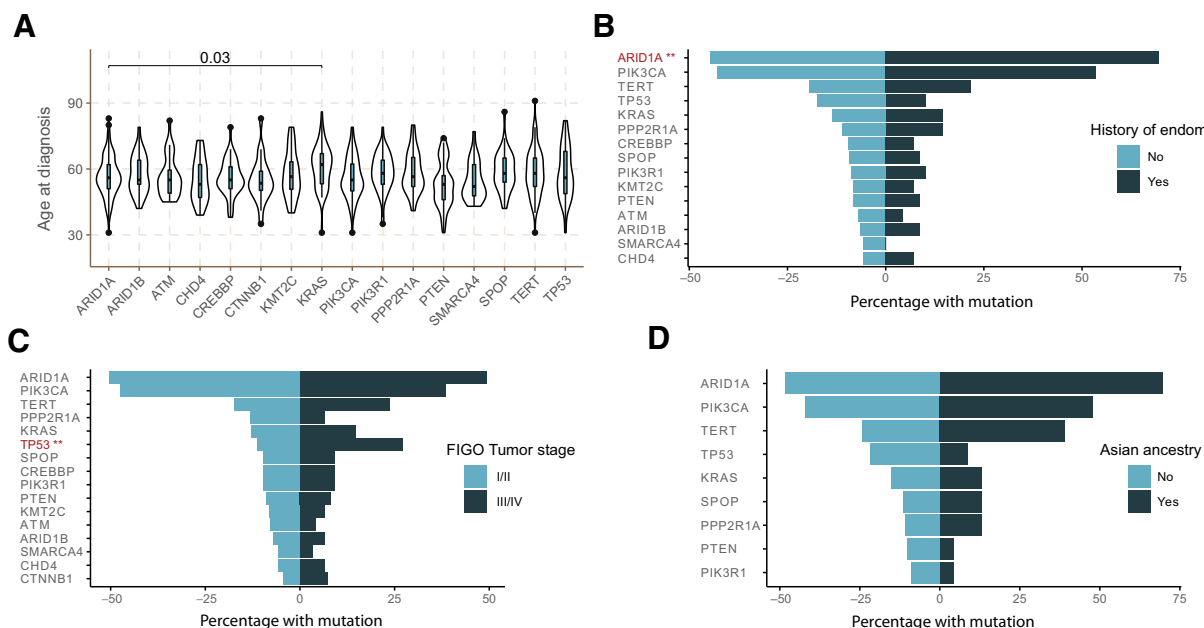 A
0.03
90
60
30
Age at diagnosis
ARID1A
ARID1B
ATM
CHD4
CREBBP
CTNNB1
KMT2C
KRAS
PIK3CA
PIK3R1
PPP2R1A
PTEN
SMARCA4
SPOP
TERT
TP53
B
ARID1A **
PIK3CA
TERT
TP53
KRAS
PPP2R1A
CREBBP
SPOP
PIK3R1
KMT2C
PTEN
ATM
ARID1B
SMARCA4
CHD4
−50 −25 0 25 50 75
Percentage with mutation
History of endom
No
Yes
C
ARID1A
PIK3CA
TERT
PPP2R1A
KRAS
TP53 **
SPOP
CREBBP
PIK3R1
PTEN
KMT2C
ATM
ARID1B
SMARCA4
CHD4
CTNNB1
−50 −25 0 25 50
Percentage with mutation
FIGO Tumor stage
I/II
III/IV
D
ARID1A
PIK3CA
TERT
TP53
KRAS
SPOP
PPP2R1A
PTEN
PIK3R1
−50 −25 0 25 50 75
Percentage with mutation
Asian ancestry
No
Yes